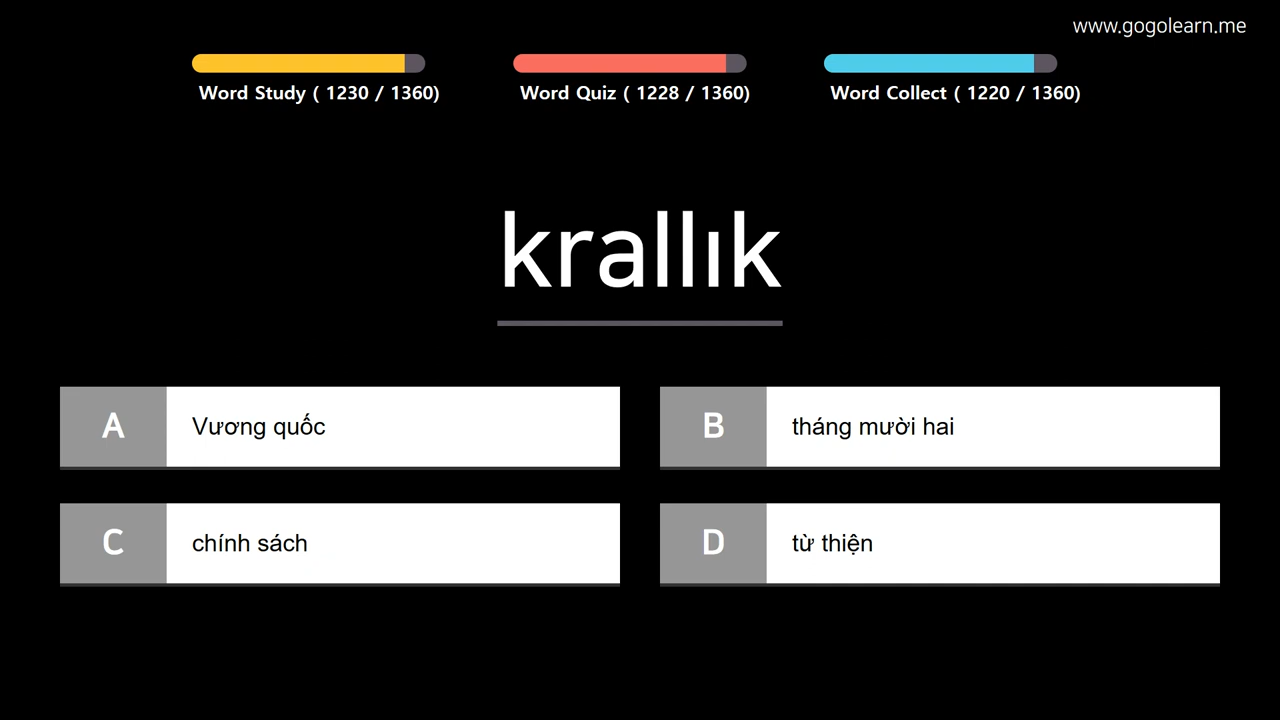 www.gogolearn.me
Word Study ( 1230 / 1360)
Word Quiz ( 1228 / 1360)
Word Collect ( 1220 / 1360)
krallık
A Vương quốc
B tháng mười hai
C chính sách
D từ thiện